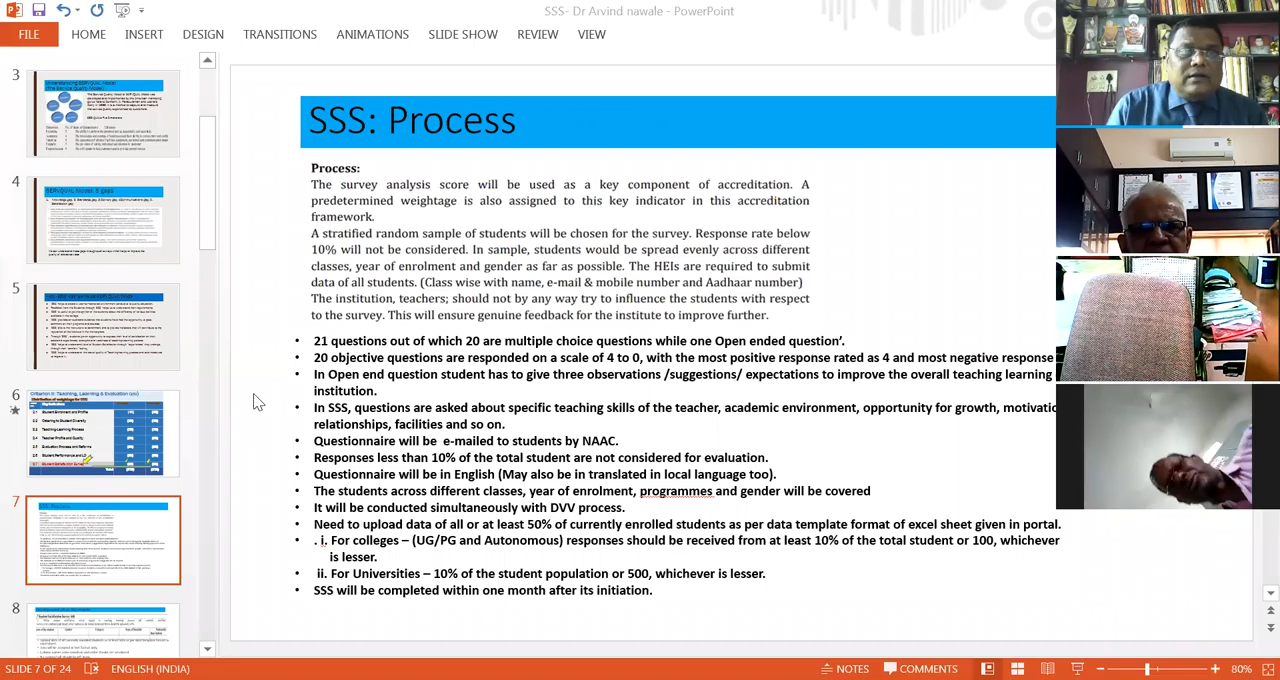 SSS- Dr Arvind nawale - PowerPoint
FILE HOME INSERT DESIGN TRANSITIONS ANIMATIONS SLIDE SHOW REVIEW VIEW
3
4
SERVQUAL Model: 5 gaps
5
6
Criterion II: Teaching, Learning & Evaluation
7
8
SSS: Process
Process:
The survey analysis score will be used as a key component of accreditation. A
predetermined weightage is also assigned to this key indicator in this accreditation
framework.
A stratified random sample of students will be chosen for the survey. Response rate below
10% will not be considered. In sample, students would be spread evenly across different
classes, year of enrolment and gender as far as possible. The HEIs are required to submit
data of all students. (Class wise with name, e-mail & mobile number and Aadhaar number)
The institution, teachers; should not by any way try to influence the students with respect
to the survey. This will ensure genuine feedback for the institute to improve further.
• 21 questions out of which 20 are multiple choice questions while one Open ended question’.
• 20 objective questions are responded on a scale of 4 to 0, with the most positive response rated as 4 and most negative response
• In Open end question student has to give three observations /suggestions/ expectations to improve the overall teaching learning
institution.
• In SSS, questions are asked about specific teaching skills of the teacher, academic environment, opportunity for growth, motivatio
relationships, facilities and so on.
• Questionnaire will be e-mailed to students by NAAC.
• Responses less than 10% of the total student are not considered for evaluation.
• Questionnaire will be in English (may also be in translated in local language too).
• The students across different classes, year of enrolment, programmes and gender will be covered
• It will be conducted simultaneously with DVV process.
• HEI to upload data of all (at least 50%) of currently enrolled students as per data template format of excel sheet given in portal.
• i. For colleges – (UG/PG and Autonomous) responses should be received from at least 10% of the total student or 100, whichever
is lesser.
• ii. For Universities – 10% of the student population or 500, whichever is lesser.
• SSS will be completed within one month after its initiation.
SLIDE 7 OF 24 ENGLISH (INDIA) NOTES COMMENTS 80%